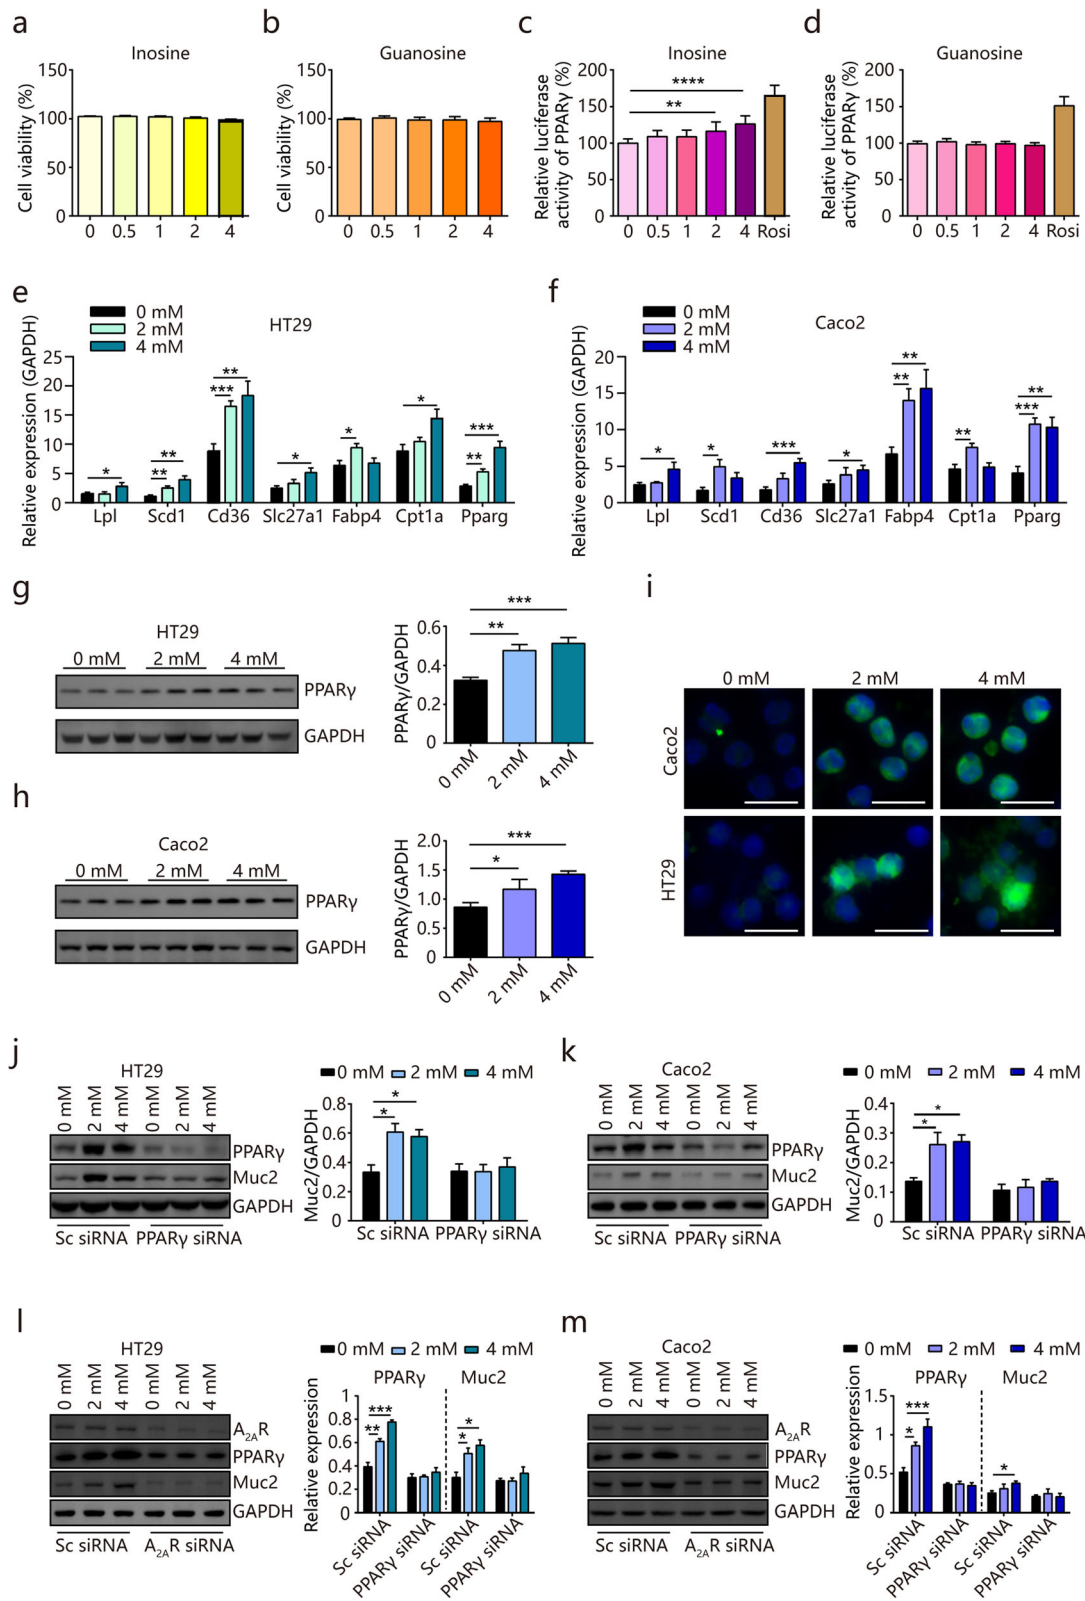 a
Inosine
Cell viability (%)
150
100
50
0
0 0.5 1 2 4
b
Guanosine
Cell viability (%)
150
100
50
0
0 0.5 1 2 4
c
Inosine
Relative luciferase
activity of PPARγ (%)
200
150
100
50
0
****
**
0 0.5 1 2 4 Rosi
d
Guanosine
Relative luciferase
activity of PPARγ (%)
200
150
100
50
0
0 0.5 1 2 4 Rosi
e
0 mM
2 mM
4 mM
HT29
Relative expression (GAPDH)
25
20
15
10
5
0
* ** ** *** ** * * * ** ***
Lpl Scd1 Cd36 Slc27a1 Fabp4 Cpt1a Pparg
f
0 mM
2 mM
4 mM
Caco2
Relative expression (GAPDH)
20
15
10
5
0
* * *** * ** ** ** *** **
Lpl Scd1 Cd36 Slc27a1 Fabp4 Cpt1a Pparg
g
HT29
0 mM 2 mM 4 mM
PPARγ
GAPDH
PPARγ/GAPDH
0.6
0.4
0.2
0
***
**
0 mM 2 mM 4 mM
h
Caco2
0 mM 2 mM 4 mM
PPARγ
GAPDH
PPARγ/GAPDH
2.0
1.5
1.0
0.5
0
***
*
0 mM 2 mM 4 mM
i
0 mM 2 mM 4 mM
Caco2
HT29
j
HT29
0 mM 2 mM 4 mM 0 mM 2 mM 4 mM
PPARγ
Muc2
GAPDH
Sc siRNA PPARγ siRNA
0 mM 2 mM 4 mM
Muc2/GAPDH
0.8
0.6
0.4
0.2
0
*
*
Sc siRNA PPARγ siRNA
k
Caco2
0 mM 2 mM 4 mM 0 mM 2 mM 4 mM
PPARγ
Muc2
GAPDH
Sc siRNA PPARγ siRNA
0 mM 2 mM 4 mM
Muc2/GAPDH
0.4
0.3
0.2
0.1
0
*
*
Sc siRNA PPARγ siRNA
l
HT29
0 mM 2 mM 4 mM 0 mM 2 mM 4 mM
A2AR
PPARγ
Muc2
GAPDH
Sc siRNA A2AR siRNA
0 mM 2 mM 4 mM
PPARγ Muc2
Relative expression
1
0.8
0.6
0.4
0.2
0
***
**
*
*
Sc siRNA PPARγ siRNA Sc siRNA PPARγ siRNA
m
Caco2
0 mM 2 mM 4 mM 0 mM 2 mM 4 mM
A2AR
PPARγ
Muc2
GAPDH
Sc siRNA A2AR siRNA
0 mM 2 mM 4 mM
PPARγ Muc2
Relative expression
1.5
1.0
0.5
0
***
*
*
Sc siRNA PPARγ siRNA Sc siRNA PPARγ siRNA